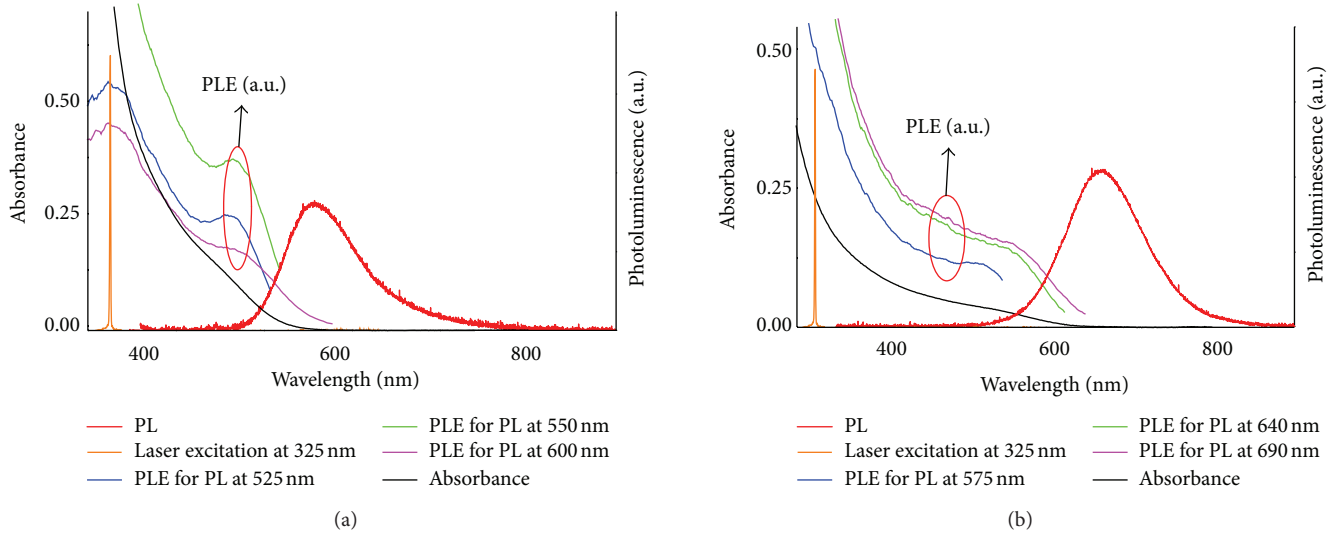 PLE (a.u.)
0.50
0.25
0.00
Absorbance
Photoluminescence (a.u.)
400
600
800
Wavelength (nm)
PL
Laser excitation at 325 nm
PLE for PL at 525 nm
PLE for PL at 550 nm
PLE for PL at 600 nm
Absorbance
(a)
PLE (a.u.)
0.50
0.25
0.00
Absorbance
Photoluminescence (a.u.)
400
600
800
Wavelength (nm)
PL
Laser excitation at 325 nm
PLE for PL at 575 nm
PLE for PL at 640 nm
PLE for PL at 690 nm
Absorbance
(b)